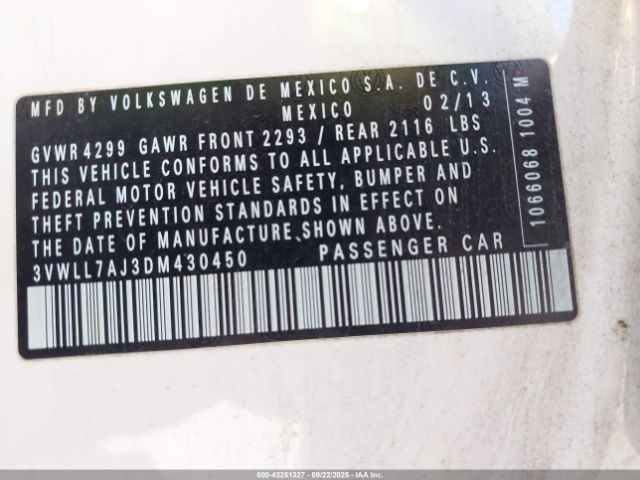 MFD BY VOLKSWAGEN DE MEXICO S.A. DE C.V.
MEXICO 02/13
GVWR 4299 GAWR FRONT 2293 / REAR 2116 LBS
THIS VEHICLE CONFORMS TO ALL APPLICABLE U.S.
FEDERAL MOTOR VEHICLE SAFETY, BUMPER AND
THEFT PREVENTION STANDARDS IN EFFECT ON
THE DATE OF MANUFACTURE SHOWN ABOVE.
3VWLL7AJ3DM430450 PASSENGER CAR
1066068 1004 M
000-43251327 - 09/22/2025 - IAAI, Inc.